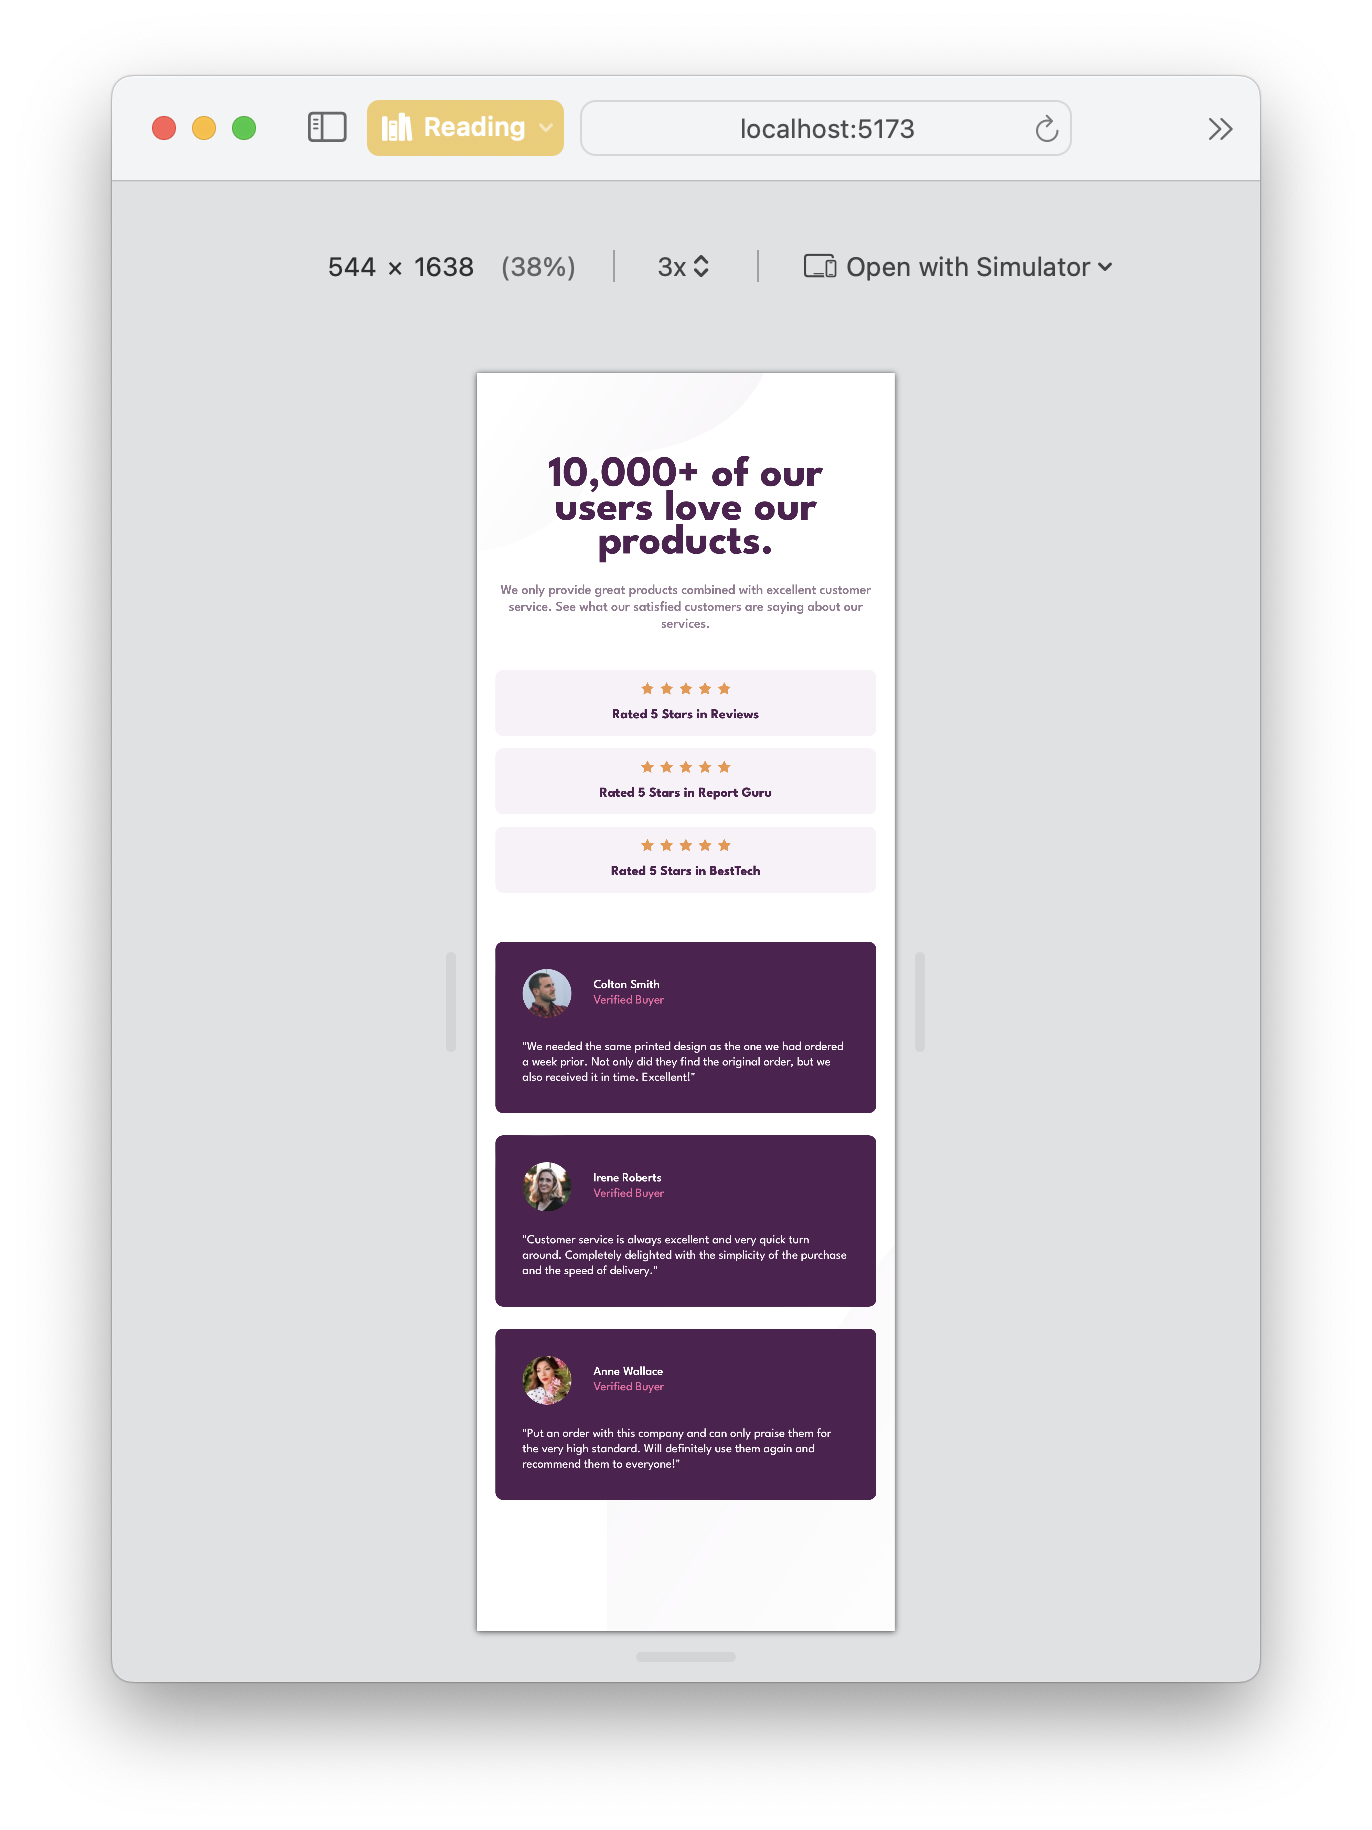 Reading
localhost:5173
544 × 1638 (38%) 3x Open with Simulator
10,000+ of our
users love our
products.
We only provide great products combined with excellent customer
service. See what our satisfied customers are saying about our
services.
Rated 5 Stars in Reviews
Rated 5 Stars in Report Guru
Rated 5 Stars in BestTech
Colton Smith
Verified Buyer
"We needed the same printed design as the one we had ordered
a week prior. Not only did they find the original order, but we
also received it in time. Excellent!"
Irene Roberts
Verified Buyer
"Customer service is always excellent and very quick turn
around. Completely delighted with the simplicity of the purchase
and the speed of delivery."
Anne Wallace
Verified Buyer
"Put an order with this company and can only praise them for
the very high standard. Will definitely use them again and
recommend them to everyone!"